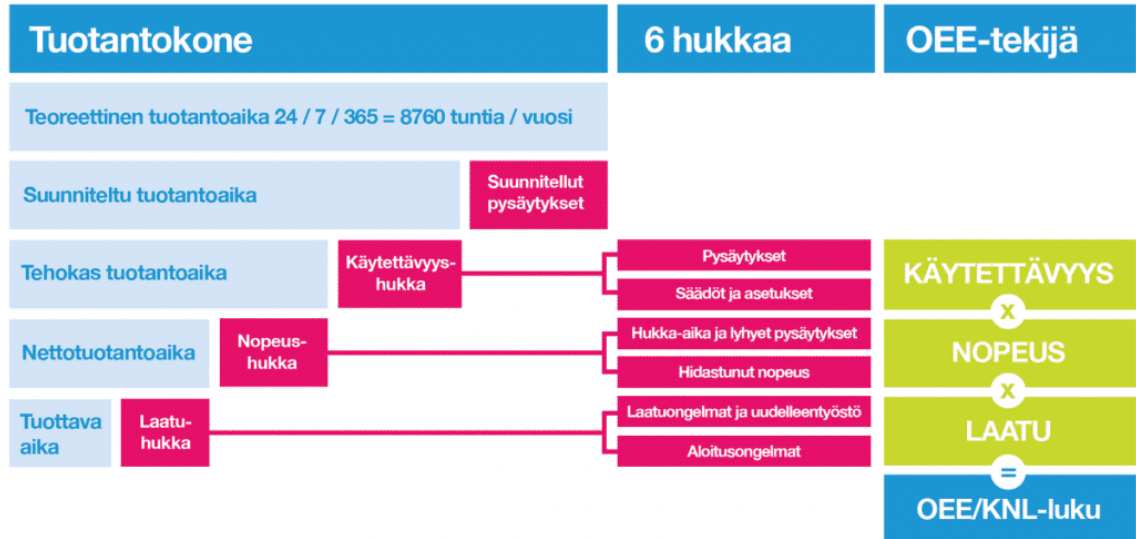 Tuotantokone
6 hukkaa
OEE-tekijä
Teoreettinen tuotantoaika 24 / 7 / 365 = 8760 tuntia / vuosi
Suunniteltu tuotantoaika
Suunnitellut
pysäytykset
Tehokas tuotantoaika
Käytettävyys-
hukka
Pysäytykset
Säädöt ja asetukset
KÄYTETTÄVYYS
x
Nettotuotantoaika
Nopeus-
hukka
Hukka-aika ja lyhyet pysäytykset
Hidastunut nopeus
NOPEUS
x
Tuottava
aika
Laatu-
hukka
Laatuongelmat ja uudelleentyöstö
Aloitusongelmat
LAATU
=
OEE/KNL-luku